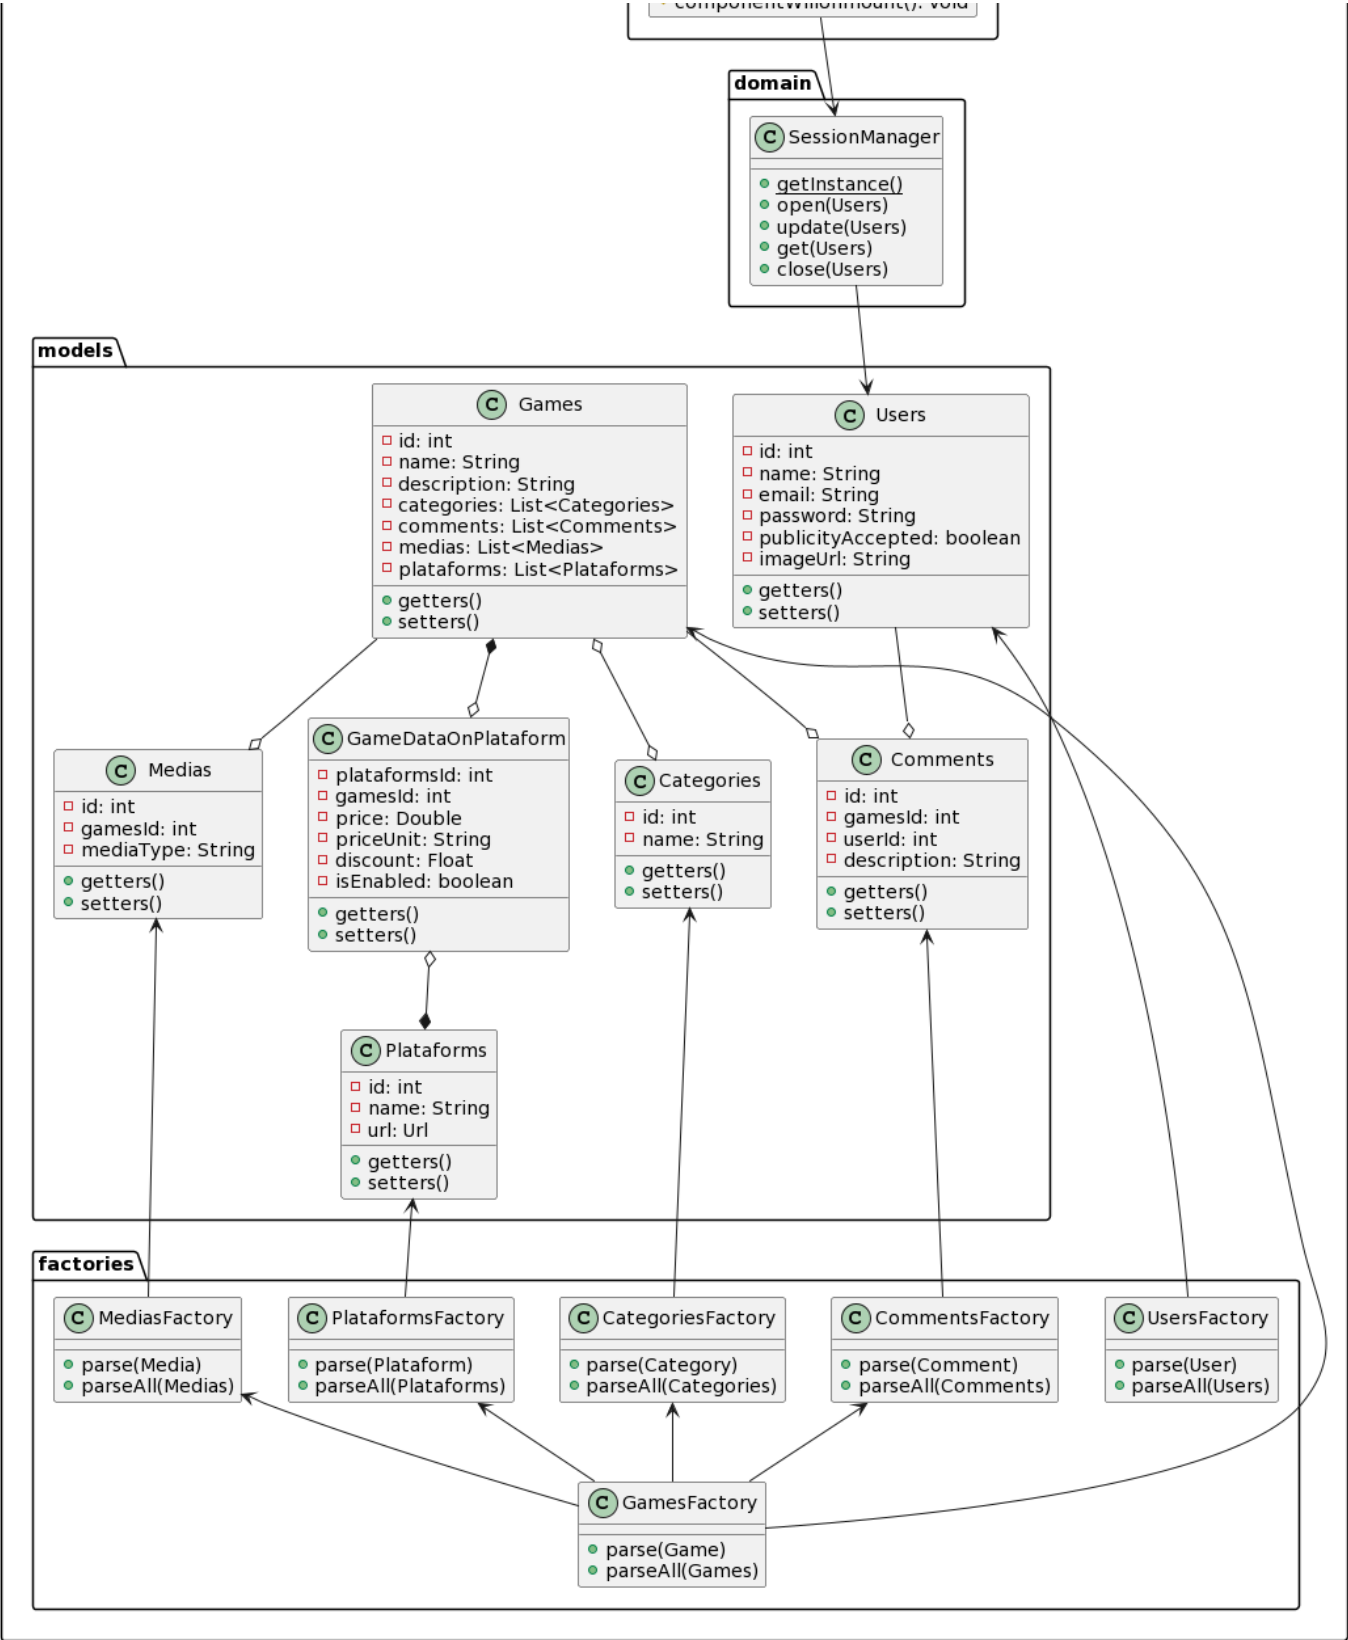 componentWillUnmount(): void
domain
C SessionManager
getInstance()
open(Users)
update(Users)
get(Users)
close(Users)
models
C Games
id: int
name: String
description: String
categories: List<Categories>
comments: List<Comments>
medias: List<Medias>
plataforms: List<Plataforms>
getters()
setters()
C Users
id: int
name: String
email: String
password: String
publicityAccepted: boolean
imageUrl: String
getters()
setters()
C Medias
id: int
gamesId: int
mediaType: String
getters()
setters()
C GameDataOnPlataform
plataformsId: int
gamesId: int
price: Double
priceUnit: String
discount: Float
isEnabled: boolean
getters()
setters()
C Categories
id: int
name: String
getters()
setters()
C Comments
id: int
gamesId: int
userId: int
description: String
getters()
setters()
C Plataforms
id: int
name: String
url: Url
getters()
setters()
factories
C MediasFactory
parse(Media)
parseAll(Medias)
C PlataformsFactory
parse(Plataform)
parseAll(Plataforms)
C CategoriesFactory
parse(Category)
parseAll(Categories)
C CommentsFactory
parse(Comment)
parseAll(Comments)
C UsersFactory
parse(User)
parseAll(Users)
C GamesFactory
parse(Game)
parseAll(Games)